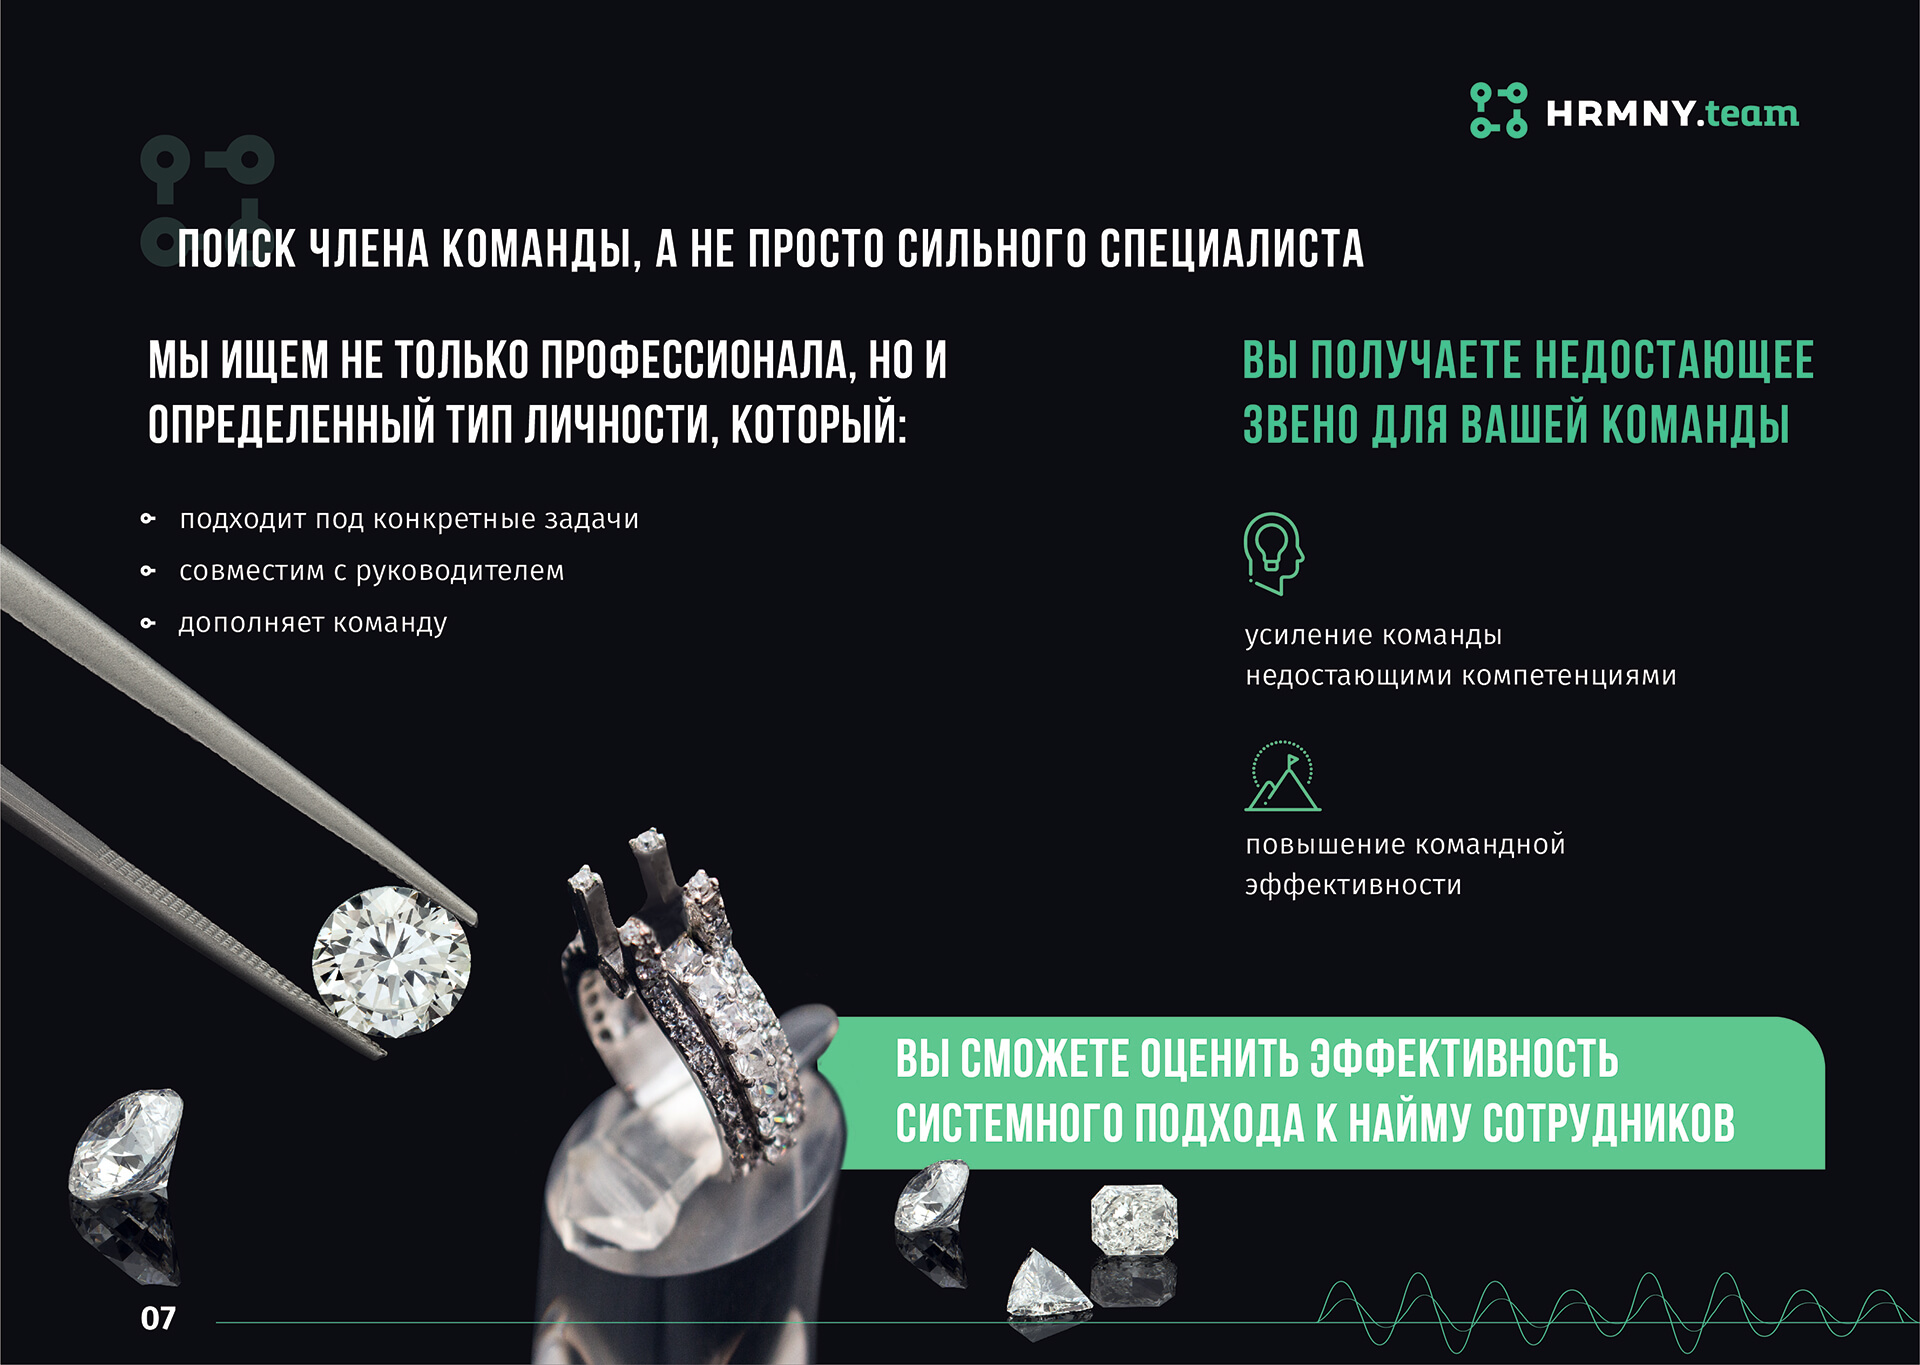 HRMNY.team
ПОИСК ЧЛЕНА КОМАНДЫ, А НЕ ПРОСТО СИЛЬНОГО СПЕЦИАЛИСТА
МЫ ИЩЕМ НЕ ТОЛЬКО ПРОФЕССИОНАЛА, НО И
ОПРЕДЕЛЕННЫЙ ТИП ЛИЧНОСТИ, КОТОРЫЙ:
подходит под конкретные задачи
совместим с руководителем
дополняет команду
ВЫ ПОЛУЧАЕТЕ НЕДОСТАЮЩЕЕ
ЗВЕНО ДЛЯ ВАШЕЙ КОМАНДЫ
усиление команды
недостающими компетенциями
повышение командной
эффективности
ВЫ СМОЖЕТЕ ОЦЕНИТЬ ЭФФЕКТИВНОСТЬ
СИСТЕМНОГО ПОДХОДА К НАЙМУ СОТРУДНИКОВ
07